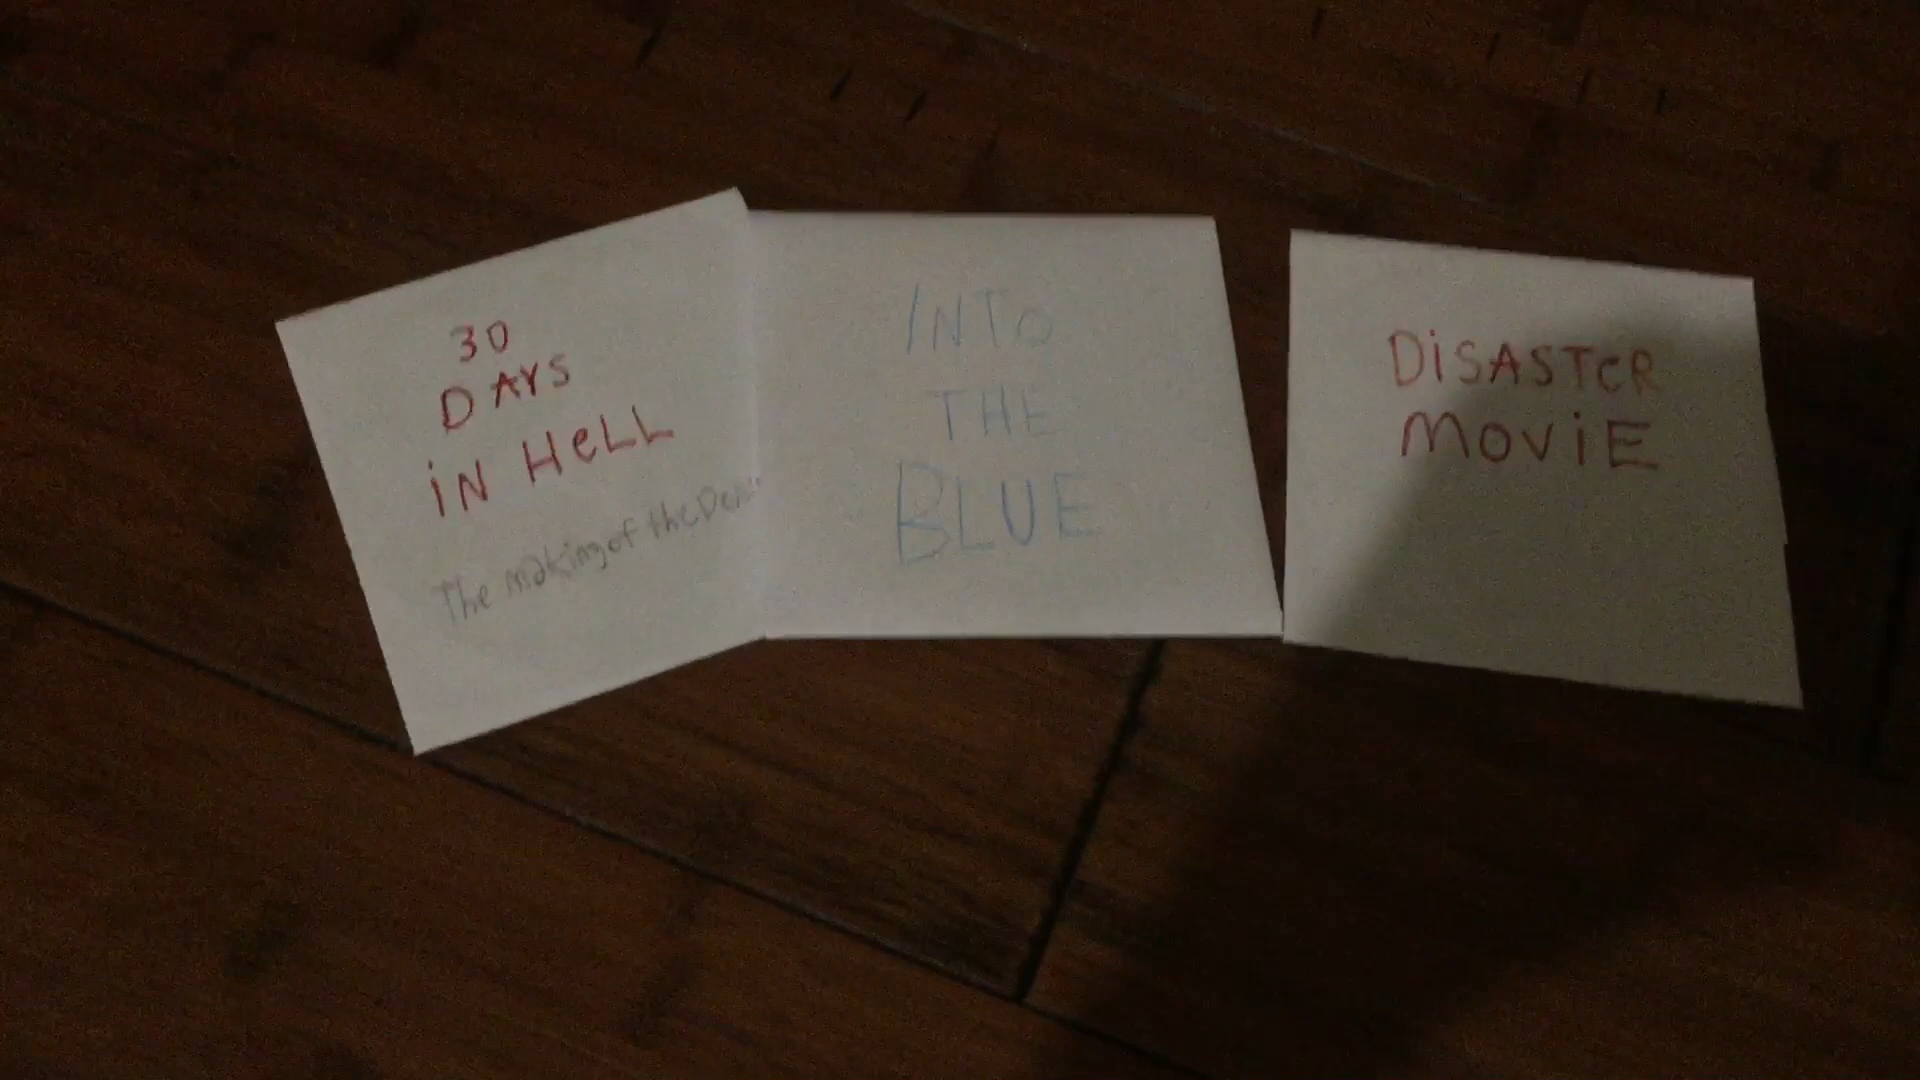 30
DAYS
iN HeLL
The making of the
INTO
THE
BLUE
DiSASTeR
MOViE